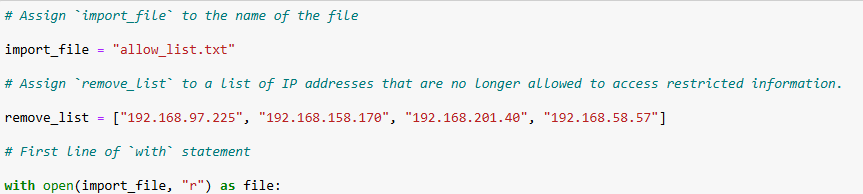 # Assign `import_file` to the name of the file
import_file = "allow_list.txt"
# Assign `remove_list` to a list of IP addresses that are no longer allowed to access restricted information.
remove_list = ["192.168.97.225", "192.168.158.170", "192.168.201.40", "192.168.58.57"]
# First line of `with` statement
with open(import_file, "r") as file: